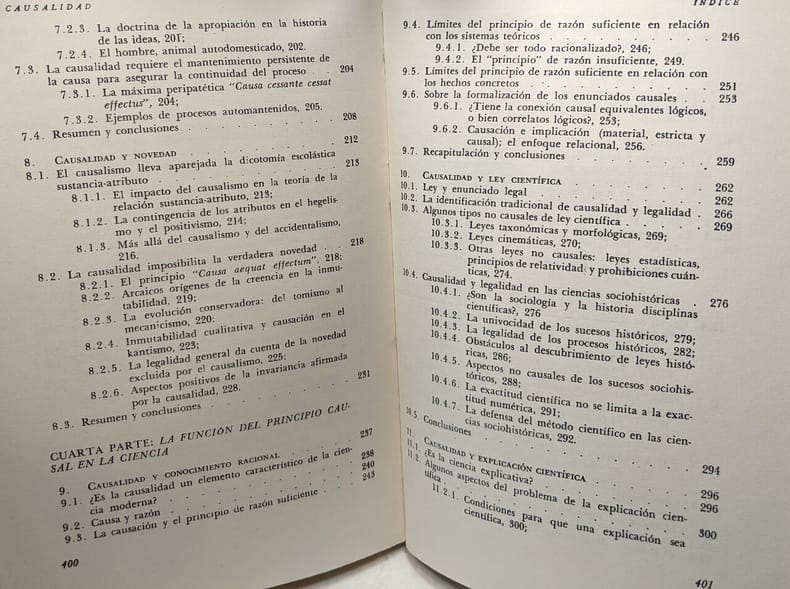 CAUSALIDAD
7.2.3. La doctrina de la apropiación en la historia
de las ideas, 201;
7.2.4. El hombre, animal autodomesticado, 202.
7.3. La causalidad requiere el mantenimiento persistente de
la causa para asegurar la continuidad del proceso . . 204
7.3.1. La máxima peripatética "Causa cessante cessat
effectus", 204;
7.3.2. Ejemplos de procesos automantenidos, 205.
7.4. Resumen y conclusiones . . . . . . . . 208
8. CAUSALIDAD Y NOVEDAD . . . . . . . . 212
8.1. El causalismo lleva aparejada la dicotomía escolástica
sustancia-atributo . . . . . . . . . 213
8.1.1. El impacto del causalismo en la teoría de la
relación sustancia-atributo, 213;
8.1.2. La contingencia de los atributos en el hegelis-
mo y el positivismo, 214;
8.1.3. Más allá del causalismo y del accidentalismo,
216.
8.2. La causalidad imposibilita la verdadera novedad . . 218
8.2.1. El principio "Causa aequat effectum", 218;
8.2.2. Arcaicos orígenes de la creencia en la inmu-
tabilidad, 219;
8.2.3. La evolución conservadora: del tomismo al
mecanicismo, 220;
8.2.4. Inmutabilidad cualitativa y causación en el
kantismo, 223;
8.2.5. La legalidad general da cuenta de la novedad
excluida por el causalismo, 225;
8.2.6. Aspectos positivos de la invariancia afirmada
por la causalidad, 228.
8.3. Resumen y conclusiones . . . . . . . . 231
CUARTA PARTE: LA FUNCIÓN DEL PRINCIPIO CAU-
SAL EN LA CIENCIA
9. CAUSALIDAD Y CONOCIMIENTO RACIONAL . . . . 237
9.1. ¿Es la causalidad un elemento característico de la cien-
cia moderna? . . . . . . . . . 238
9.2. Causa y razón . . . . . . . . . 240
9.3. La causación y el principio de razón suficiente . . . 243
400
ÍNDICE
9.4. Límites del principio de razón suficiente en relación
con los sistemas teóricos . . . . . . . 246
9.4.1. ¿Debe ser todo racionalizado?, 246;
9.4.2. El "principio" de razón insuficiente, 249.
9.5. Límites del principio de razón suficiente en relación con
los hechos concretos . . . . . . . . 251
9.6. Sobre la formalización de los enunciados causales . . 253
9.6.1. ¿Tiene la conexión causal equivalentes lógicos,
o bien correlatos lógicos?, 253;
9.6.2. Causación e implicación (material, estricta y
causal); el enfoque relacional, 256.
9.7. Recapitulación y conclusiones . . . . . . 259
10. CAUSALIDAD Y LEY CIENTÍFICA . . . . . . 262
10.1. Ley y enunciado legal . . . . . . . . 262
10.2. La identificación tradicional de causalidad y legalidad . 266
10.3. Algunos tipos no causales de ley científica . . . . 269
10.3.1. Leyes taxonómicas y morfológicas, 269;
10.3.2. Leyes cinemáticas, 270;
10.3.3. Otras leyes no causales: leyes estadísticas,
principios de relatividad y prohibiciones cuán-
ticas, 274.
10.4. Causalidad y legalidad en las ciencias sociohistóricas . 276
10.4.1. ¿Son la sociología y la historia disciplinas
científicas?, 276
10.4.2. La univocidad de los sucesos históricos, 279;
10.4.3. La legalidad de los procesos históricos, 282;
10.4.4. Obstáculos al descubrimiento de leyes histó-
ricas, 286;
10.4.5. Aspectos no causales de los sucesos sociohis-
tóricos, 288;
10.4.6. La exactitud científica no se limita a la exac-
titud numérica, 291;
10.4.7. La defensa del método científico en las cien-
cias sociohistóricas, 292.
10.5. Conclusiones . . . . . . . . . . 294
11. CAUSALIDAD Y EXPLICACIÓN CIENTÍFICA . . . . 296
11.1. ¿Es la ciencia explicativa? . . . . . . . 296
11.2. Algunos aspectos del problema de la explicación cien-
tífica . . . . . . . . . . . 300
11.2.1. Condiciones para que una explicación sea
científica, 300;
401